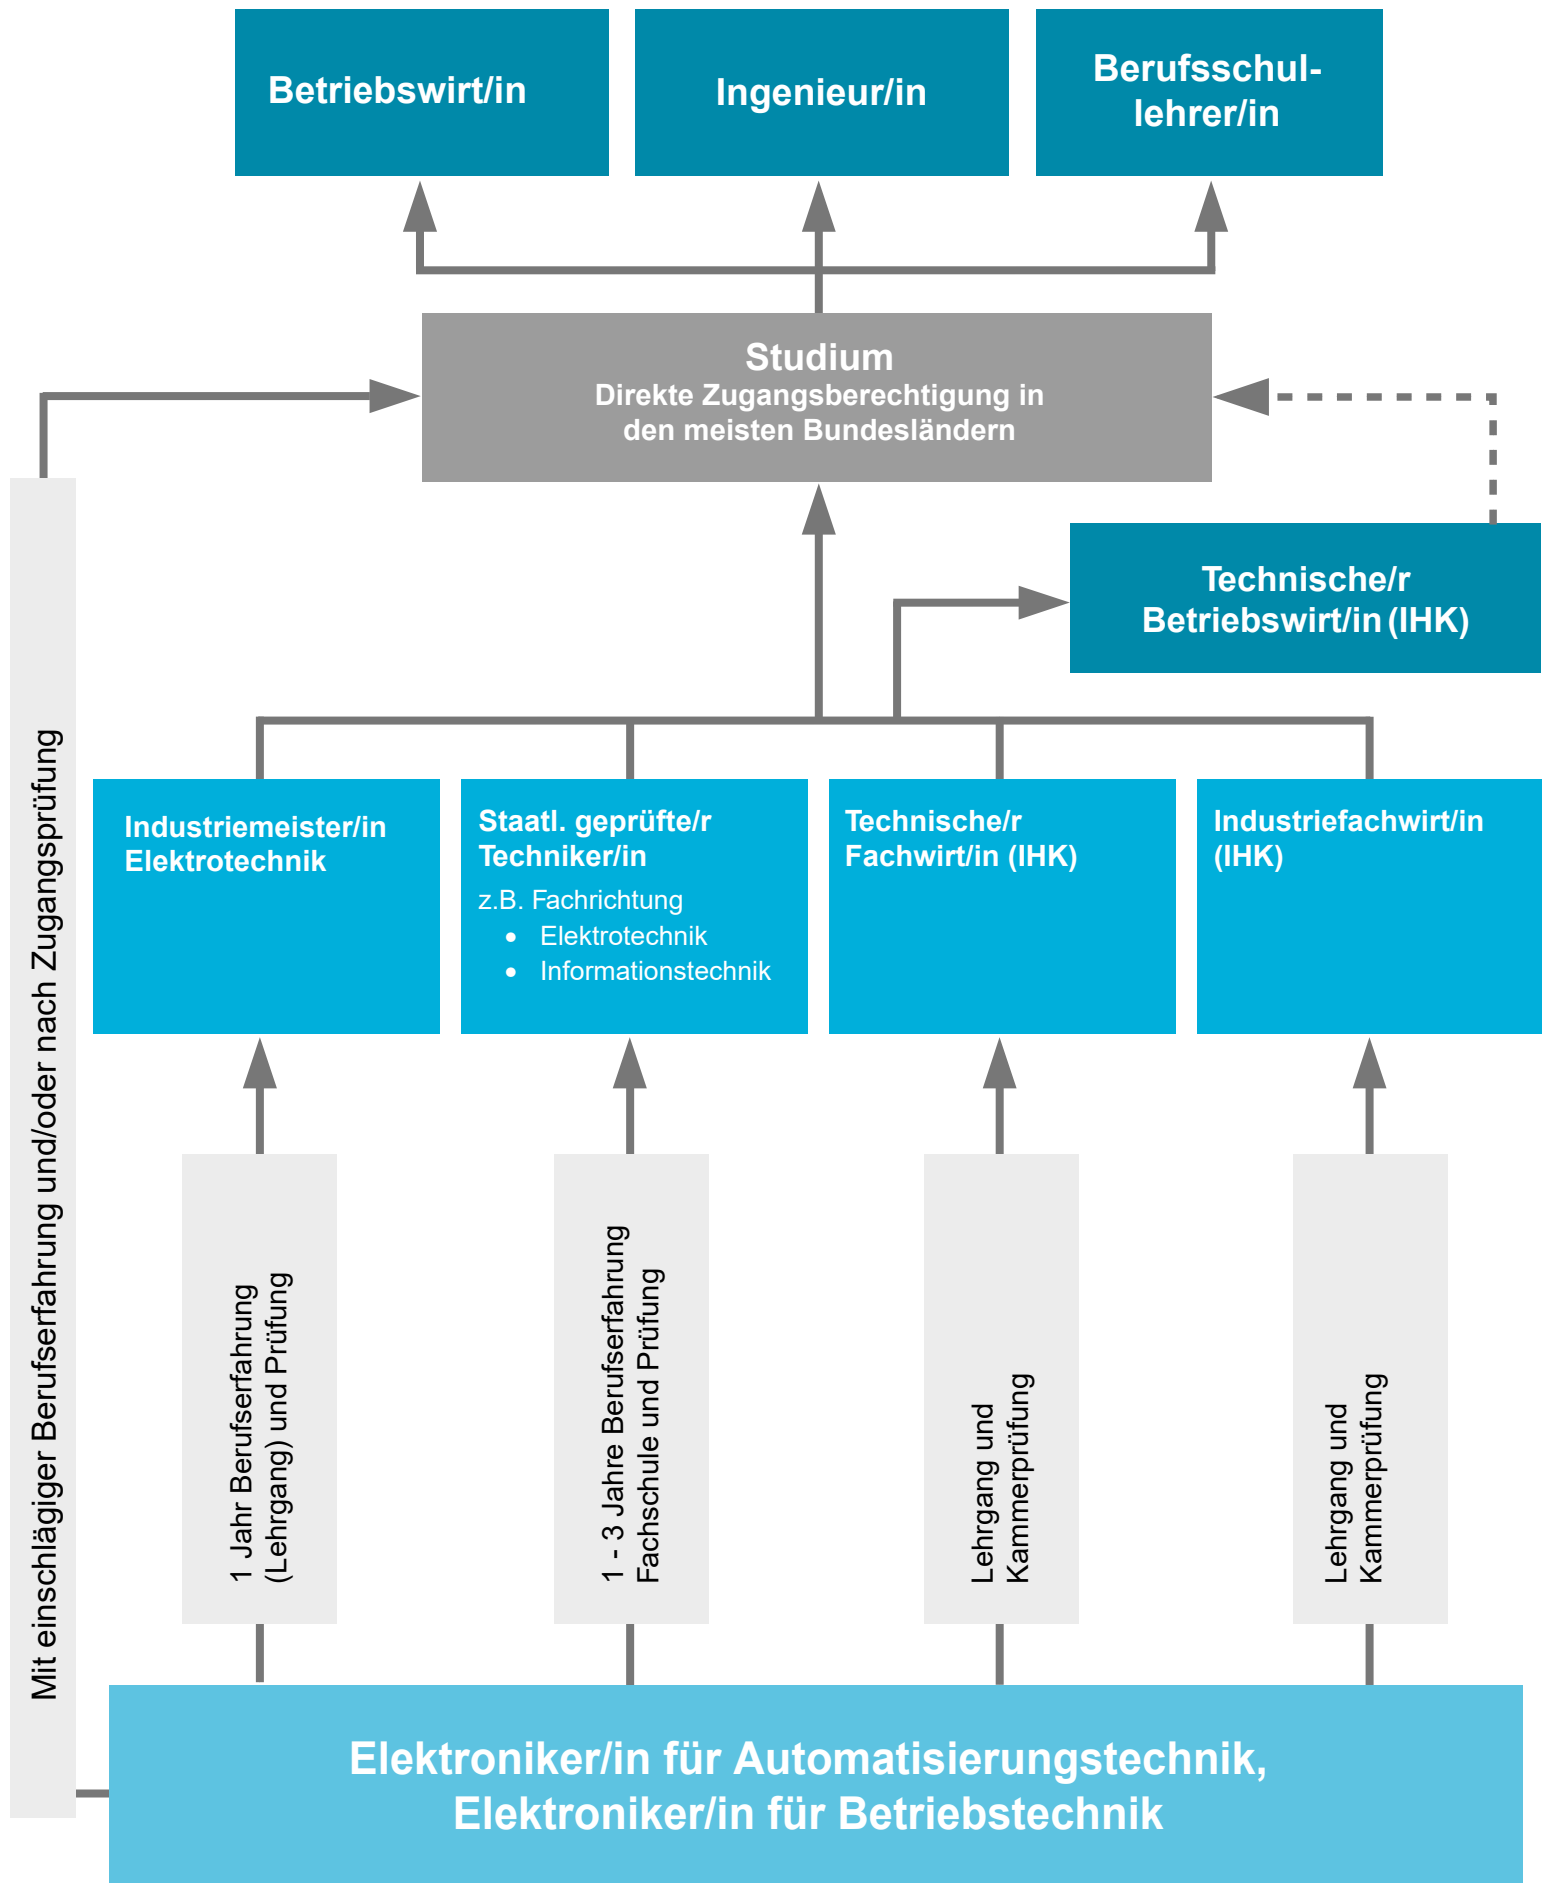 Betriebswirt/in
Ingenieur/in
Berufsschul-
lehrer/in
Studium
Direkte Zugangsberechtigung in
den meisten Bundesländern
Technische/r
Betriebswirt/in (IHK)
Mit einschlägiger Berufserfahrung und/oder nach Zugangsprüfung
Industriemeister/in
Elektrotechnik
Staatl. geprüfte/r
Techniker/in
z.B. Fachrichtung
• Elektrotechnik
• Informationstechnik
Technische/r
Fachwirt/in (IHK)
Industriefachwirt/in
(IHK)
1 Jahr Berufserfahrung
(Lehrgang) und Prüfung
1 - 3 Jahre Berufserfahrung
Fachschule und Prüfung
Lehrgang und
Kammerprüfung
Lehrgang und
Kammerprüfung
Elektroniker/in für Automatisierungstechnik,
Elektroniker/in für Betriebstechnik